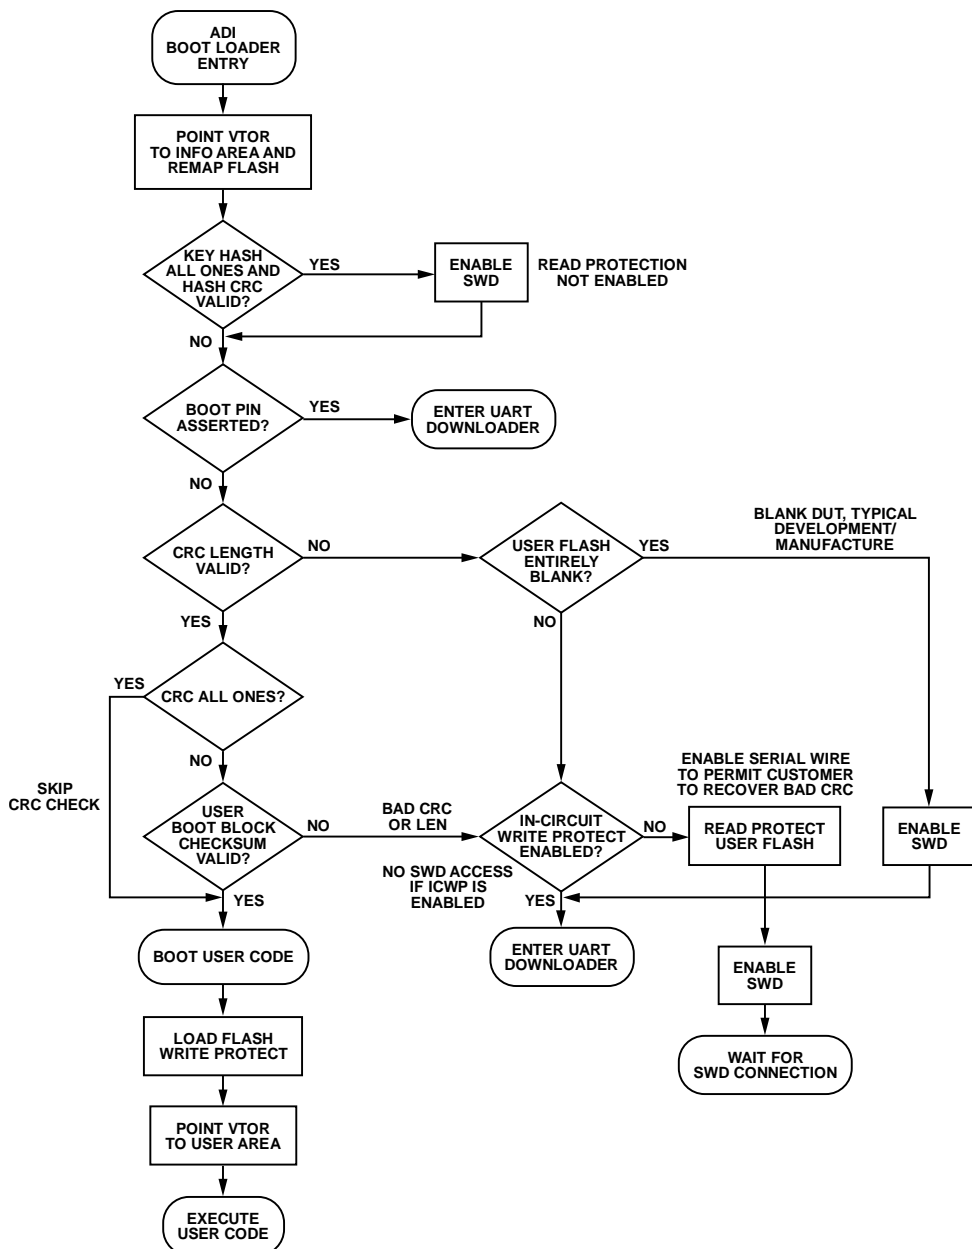 ADI
BOOT LOADER
ENTRY
POINT VTOR
TO INFO AREA AND
REMAP FLASH
KEY HASH
ALL ONES AND
HASH CRC
VALID?
YES
ENABLE
SWD
READ PROTECTION
NOT ENABLED
NO
BOOT PIN
ASSERTED?
YES
ENTER UART
DOWNLOADER
NO
CRC LENGTH
VALID?
NO
USER FLASH
ENTIRELY
BLANK?
YES
BLANK DUT, TYPICAL
DEVELOPMENT/
MANUFACTURE
YES
NO
CRC ALL ONES?
YES
NO
SKIP
CRC CHECK
USER
BOOT BLOCK
CHECKSUM
VALID?
NO
BAD CRC
OR LEN
IN-CIRCUIT
WRITE PROTECT
ENABLED?
NO
ENABLE SERIAL WIRE
TO PERMIT CUSTOMER
TO RECOVER BAD CRC
READ PROTECT
USER FLASH
ENABLE
SWD
NO SWD ACCESS
IF ICWP IS
ENABLED
YES
YES
BOOT USER CODE
ENTER UART
DOWNLOADER
ENABLE
SWD
LOAD FLASH
WRITE PROTECT
WAIT FOR
SWD CONNECTION
POINT VTOR
TO USER AREA
EXECUTE
USER CODE